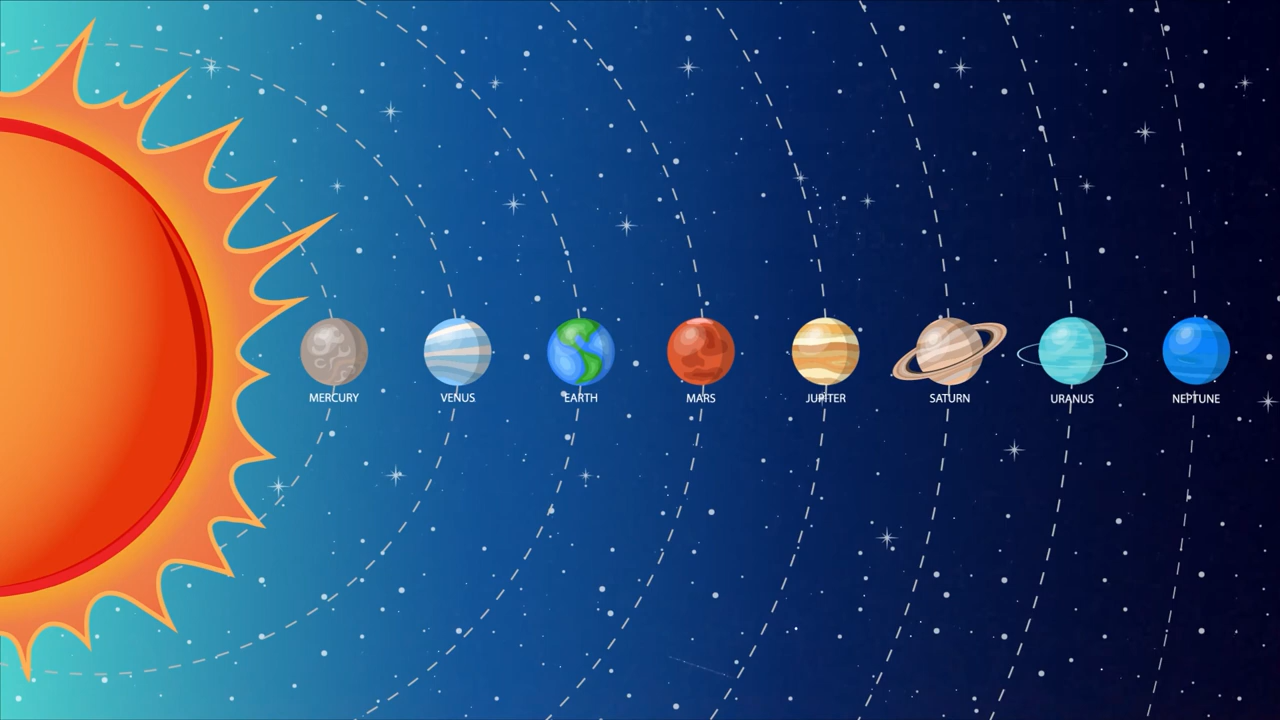 MERCURY
VENUS
EARTH
MARS
JUPITER
SATURN
URANUS
NEPTUNE